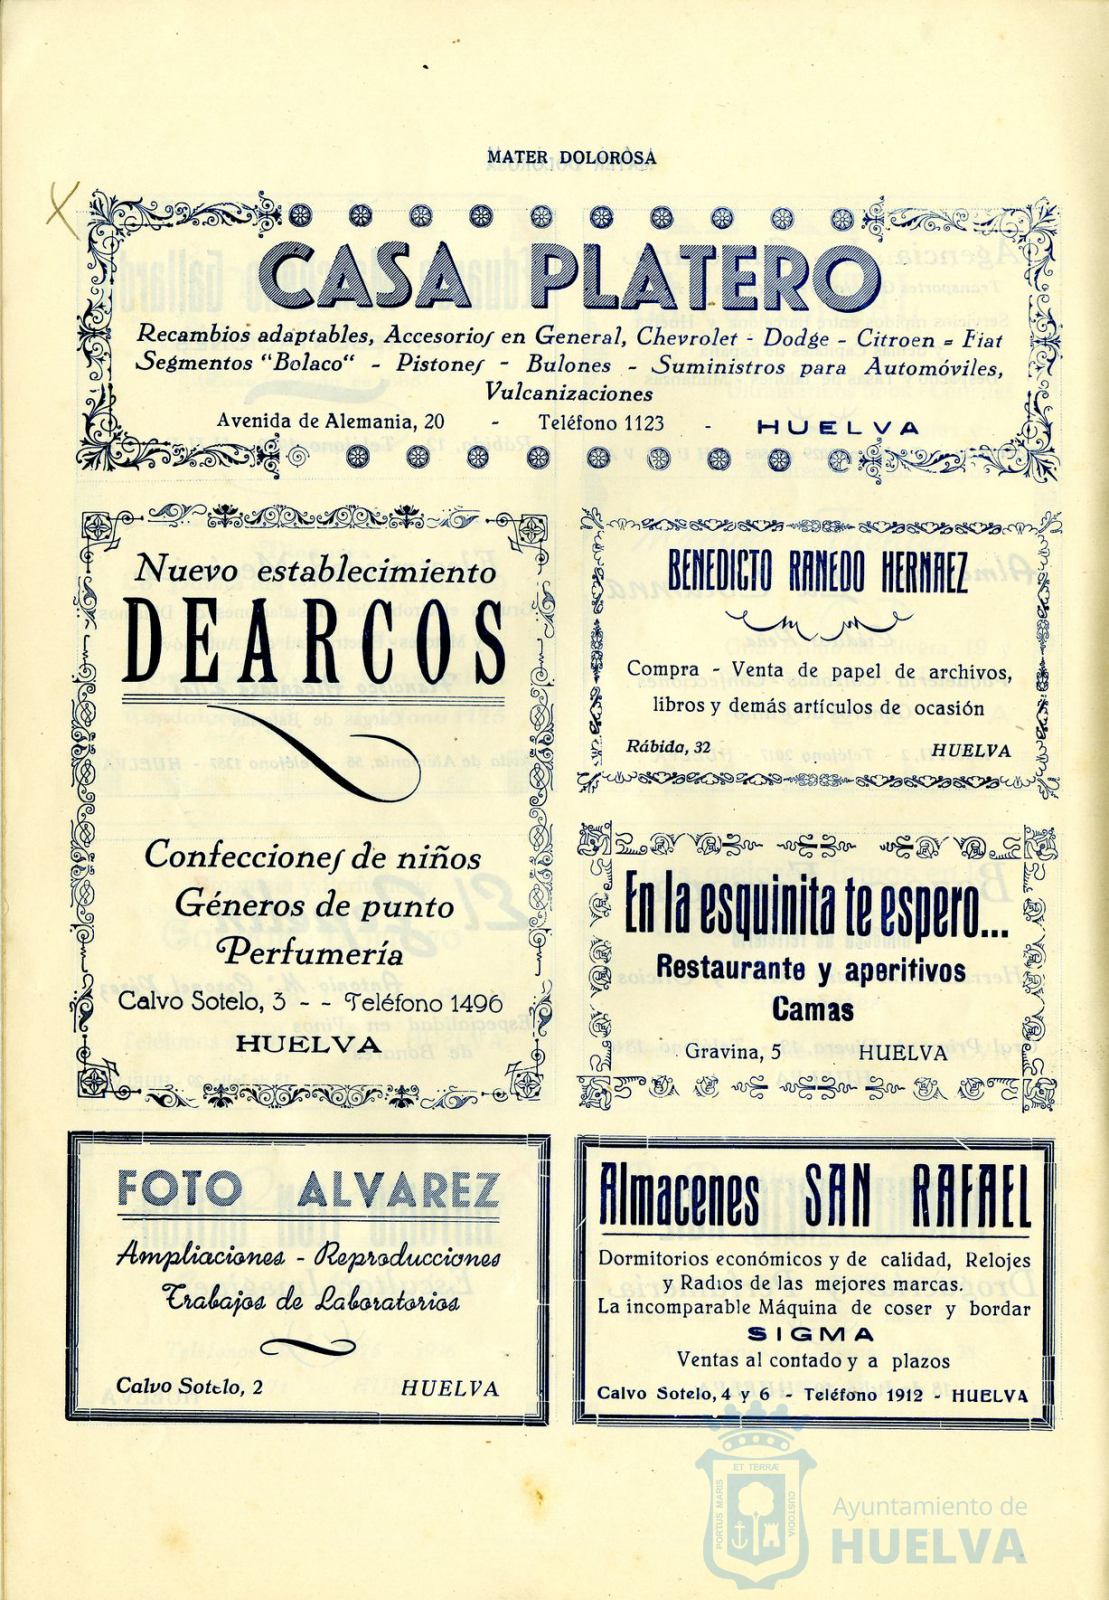 MATER DOLOROSA
CASA PLATERO
Recambios adaptables, Accesorios en General, Chevrolet - Dodge - Citroen = Fiat
Segmentos "Bolaco" - Pistones - Bulones - Suministros para Automóviles,
Vulcanizaciones
Avenida de Alemania, 20 - Teléfono 1123 - HUELVA
Nuevo establecimiento
DEARCOS
Confecciones de niños
Géneros de punto
Perfumería
Calvo Sotelo, 3 - - Teléfono 1496
HUELVA
BENEDICTO RANEDO HERNAEZ
Compra - Venta de papel de archivos,
libros y demás artículos de ocasión
Rábida, 32 HUELVA
En la esquinita te espero...
Restaurante y aperitivos
Camas
Gravina, 5 HUELVA
FOTO ALVAREZ
Ampliaciones - Reproducciones
Trabajos de Laboratorios
Calvo Sotelo, 2 HUELVA
Almacenes SAN RAFAEL
Dormitorios económicos y de calidad, Relojes
y Radios de las mejores marcas.
La incomparable Máquina de coser y bordar
SIGMA
Ventas al contado y a plazos
Calvo Sotelo, 4 y 6 - Teléfono 1912 - HUELVA
ET TERRÆ
PORTUS MARIS
CUSTODIA
Ayuntamiento de
HUELVA